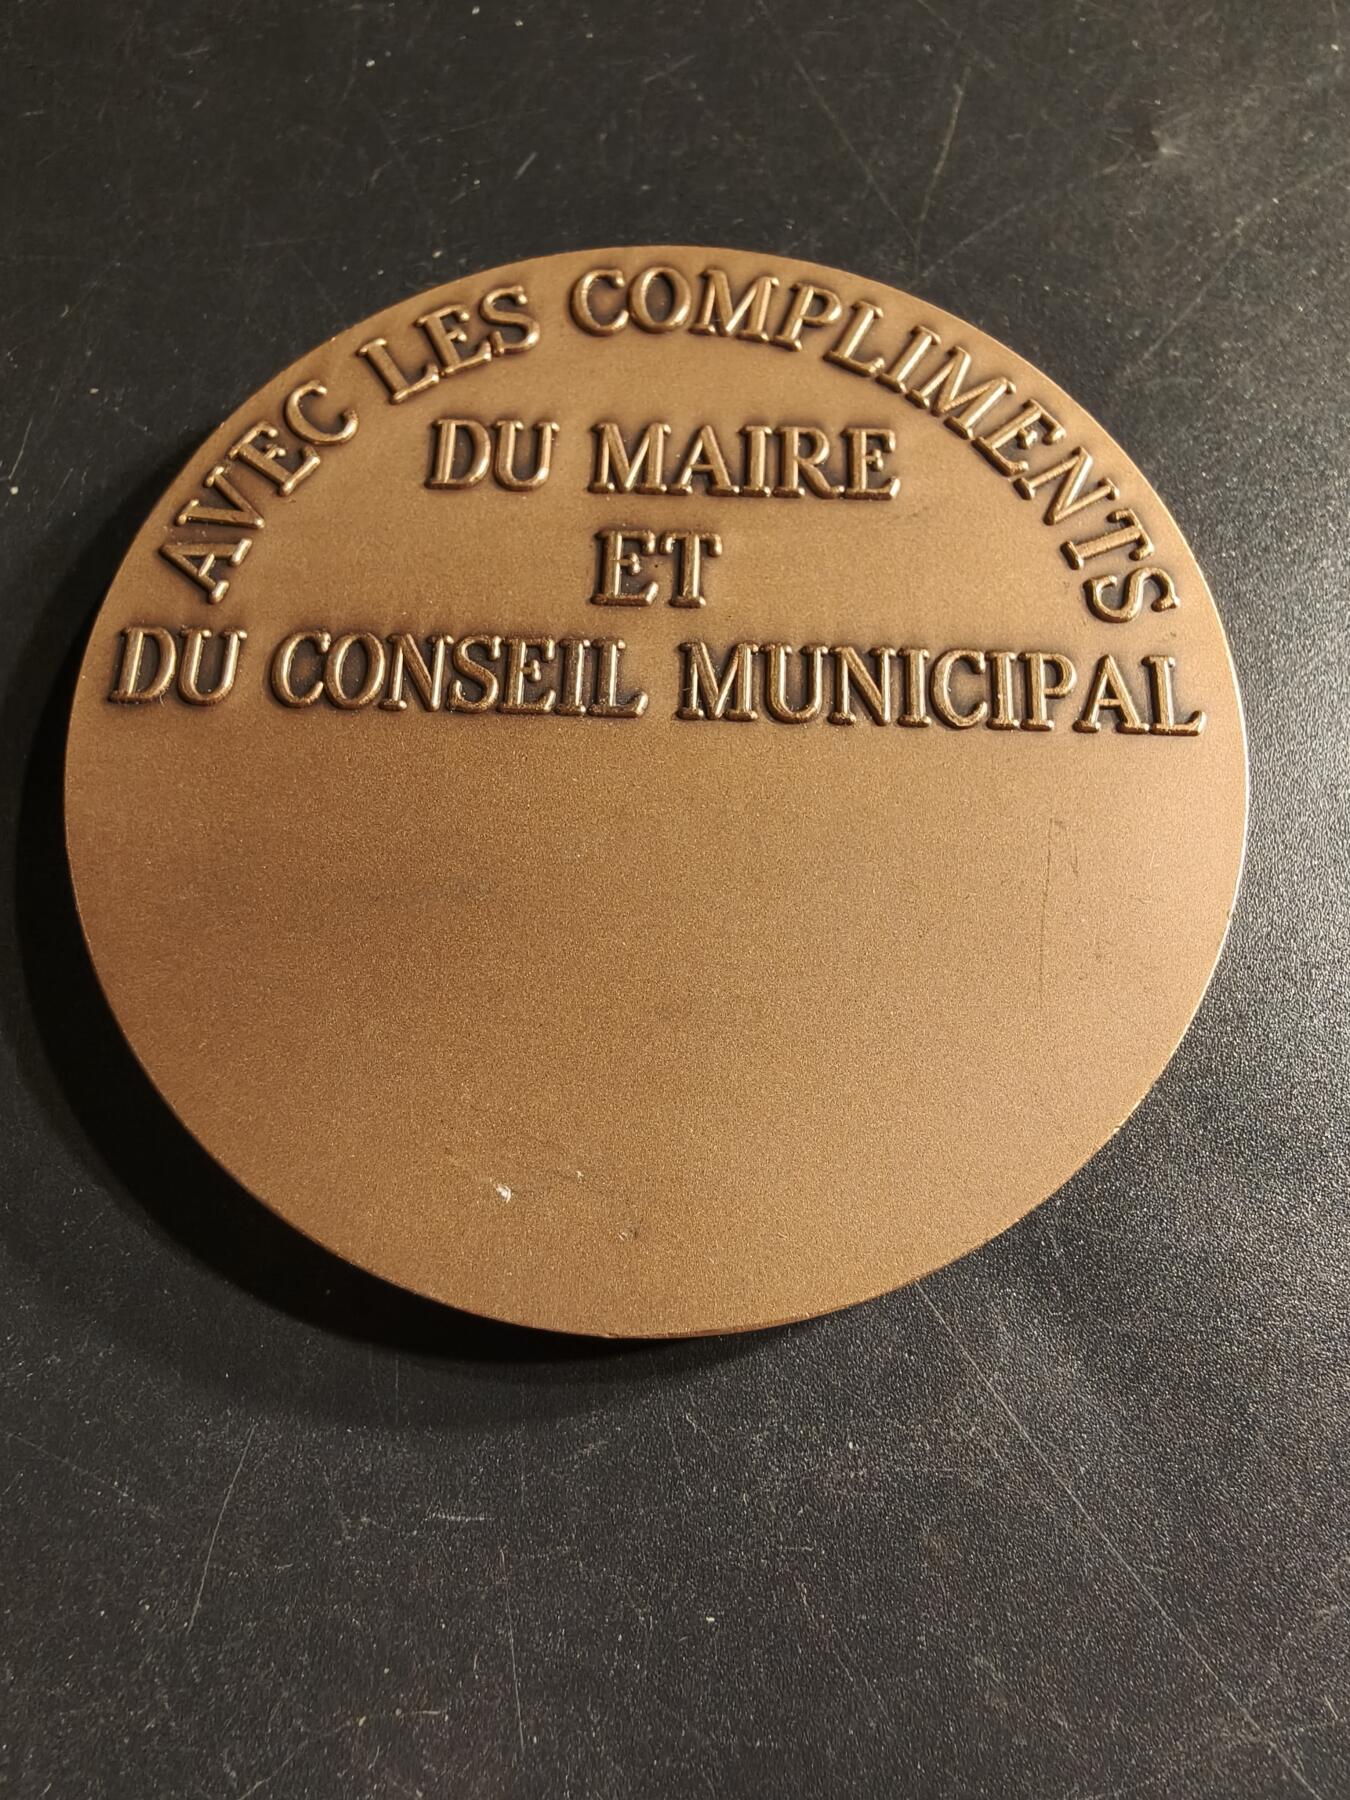 AVEC LES COMPLIMENTS
DU MAIRE
ET
DU CONSEIL MUNICIPAL